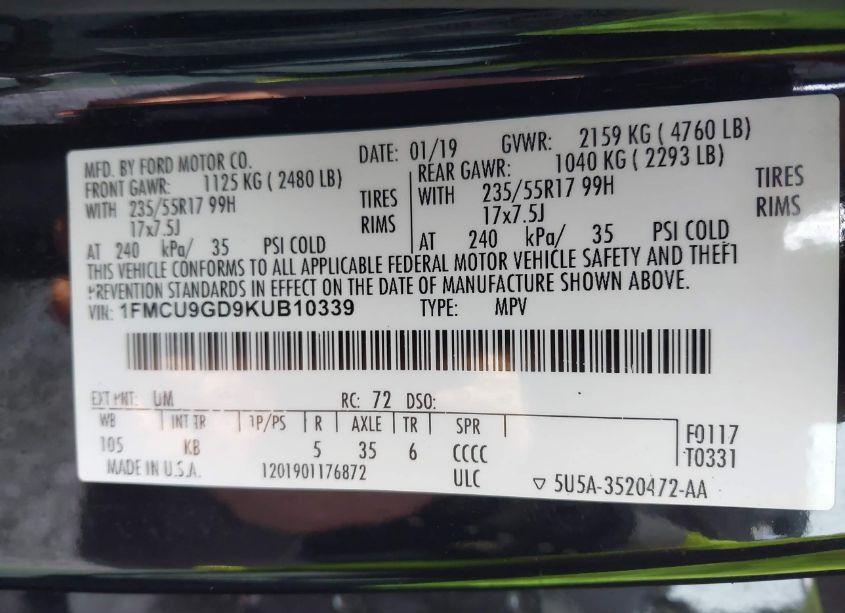 MFD. BY FORD MOTOR CO. DATE: 01/19 GVWR: 2159 KG ( 4760 LB)
FRONT GAWR: 1125 KG ( 2480 LB) REAR GAWR: 1040 KG ( 2293 LB)
WITH 235/55R17 99H TIRES WITH 235/55R17 99H TIRES
17x7.5J RIMS 17x7.5J RIMS
AT 240 kPa/ 35 PSI COLD AT 240 kPa/ 35 PSI COLD
THIS VEHICLE CONFORMS TO ALL APPLICABLE FEDERAL MOTOR VEHICLE SAFETY AND THEFT
PREVENTION STANDARDS IN EFFECT ON THE DATE OF MANUFACTURE SHOWN ABOVE.
VIN: 1FMCU9GD9KUB10339 TYPE: MPV
EXT PNT: UM RC: 72 DSO:
WB INT TR TP/PS R AXLE TR SPR F0117
105 KB 5 35 6 CCCC T0331
MADE IN U.S.A. 1201901176872 ULC ▽ 5U5A-3520472-AA